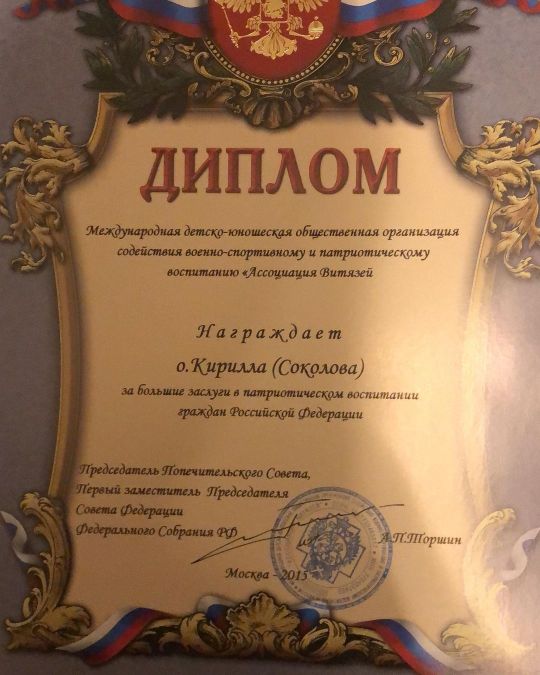 ДИПЛОМ
Международная детско-юношеская общественная организация
содействия военно-спортивному и патриотическому
воспитанию «Ассоциация Витязей
Награждает
о.Кирилла (Соколова)
за большие заслуги в патриотическом воспитании
граждан Российской Федерации
Председатель Попечительского Совета,
Первый заместитель Председателя
Совета Федерации
Федерального Собрания РФ
А.П.Торшин
Москва - 2015